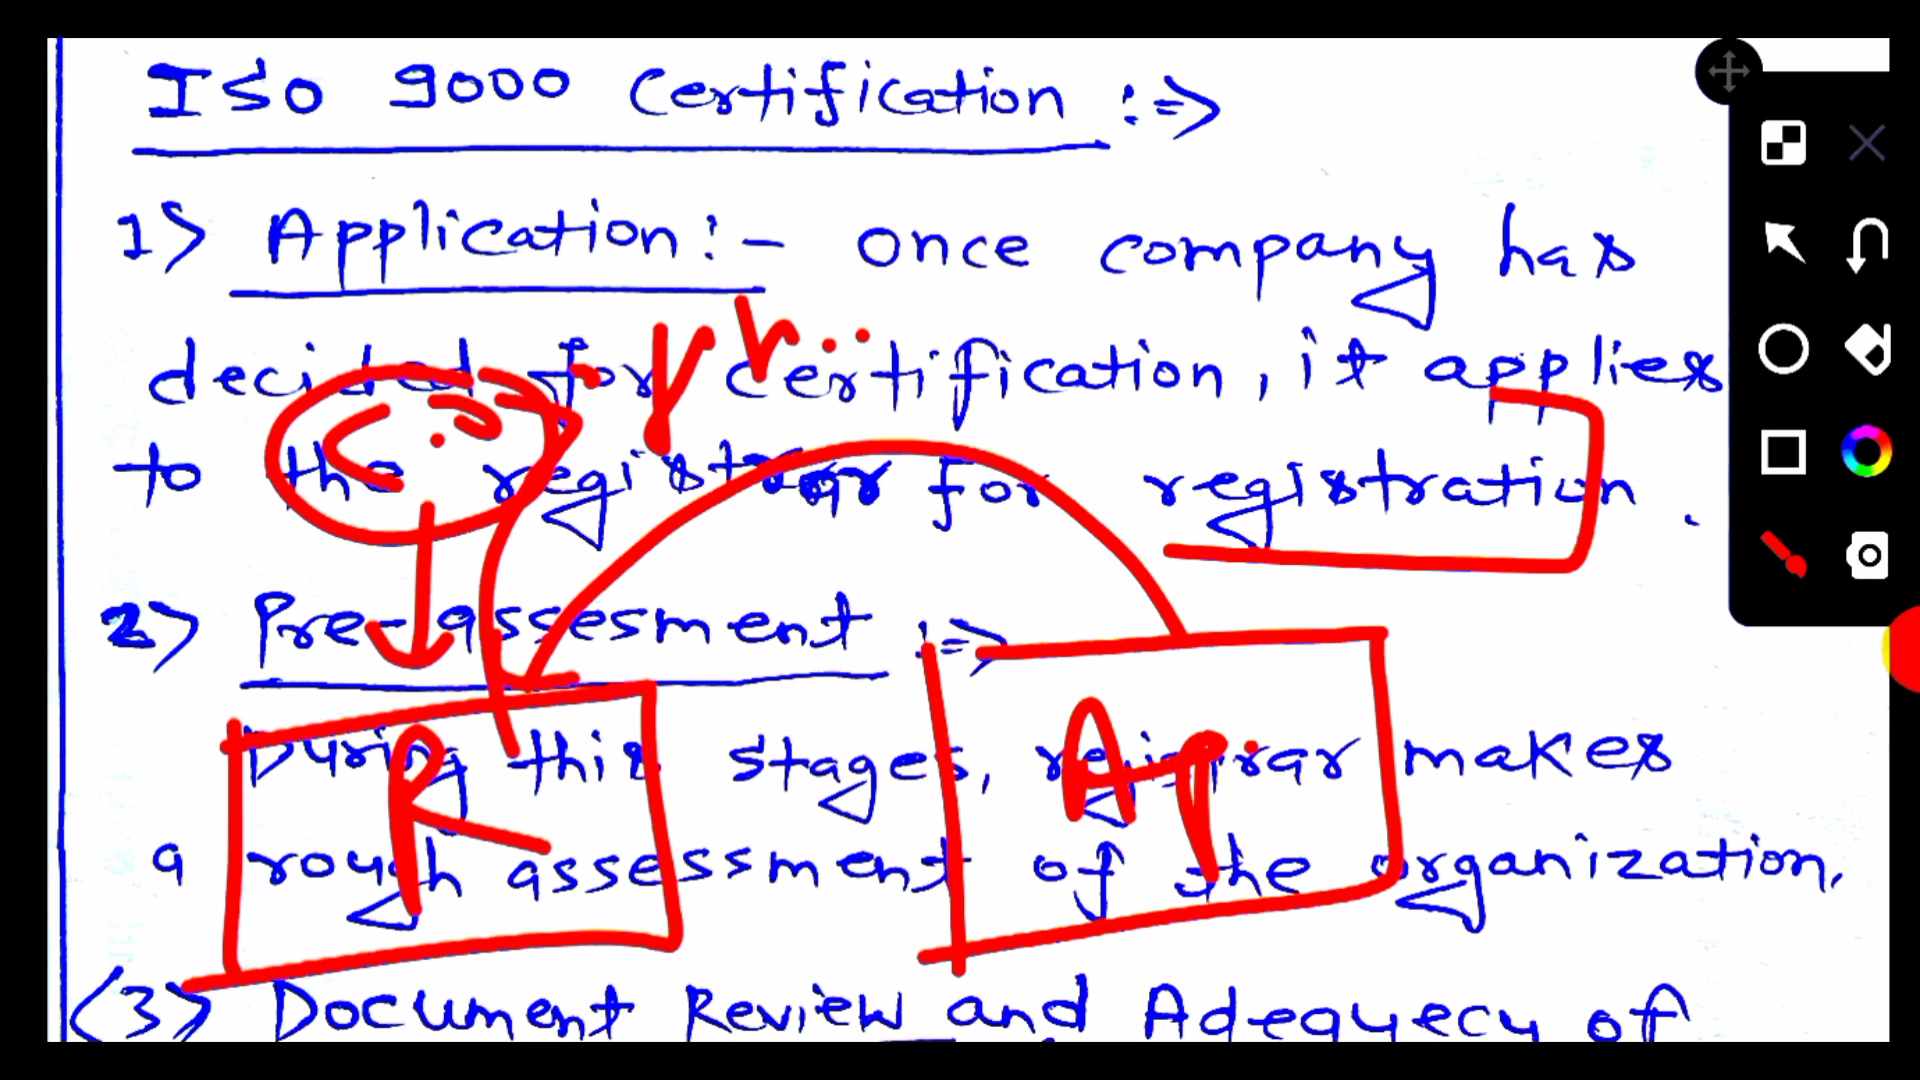 ISO 9000 Certification :=>
1> Application:- once company has
decided for certification, it applies
to the registrar for registration.
2> Pre-assesment :=>
During this stages, registrar makes
a rough assessment of the organization.
(3) Document Review and Adequecy of
R
Ap.